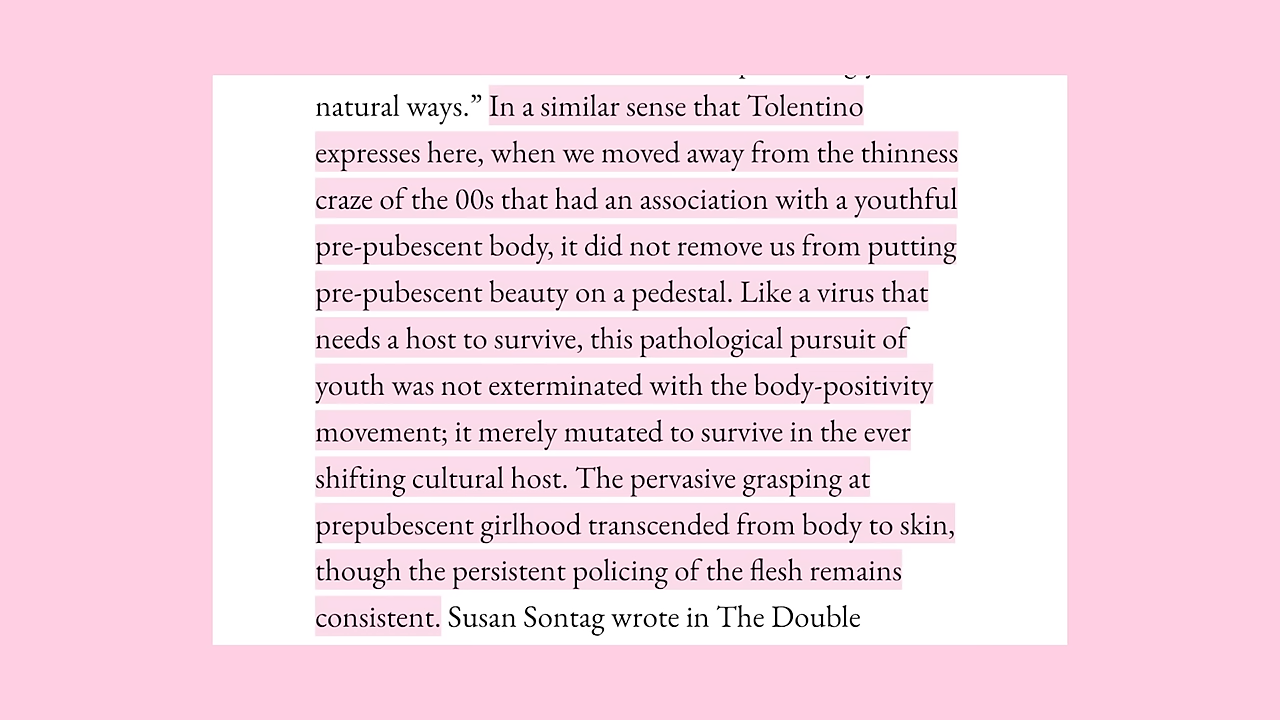 natural ways.” In a similar sense that Tolentino
expresses here, when we moved away from the thinness
craze of the 00s that had an association with a youthful
pre-pubescent body, it did not remove us from putting
pre-pubescent beauty on a pedestal. Like a virus that
needs a host to survive, this pathological pursuit of
youth was not exterminated with the body-positivity
movement; it merely mutated to survive in the ever
shifting cultural host. The pervasive grasping at
prepubescent girlhood transcended from body to skin,
though the persistent policing of the flesh remains
consistent. Susan Sontag wrote in The Double